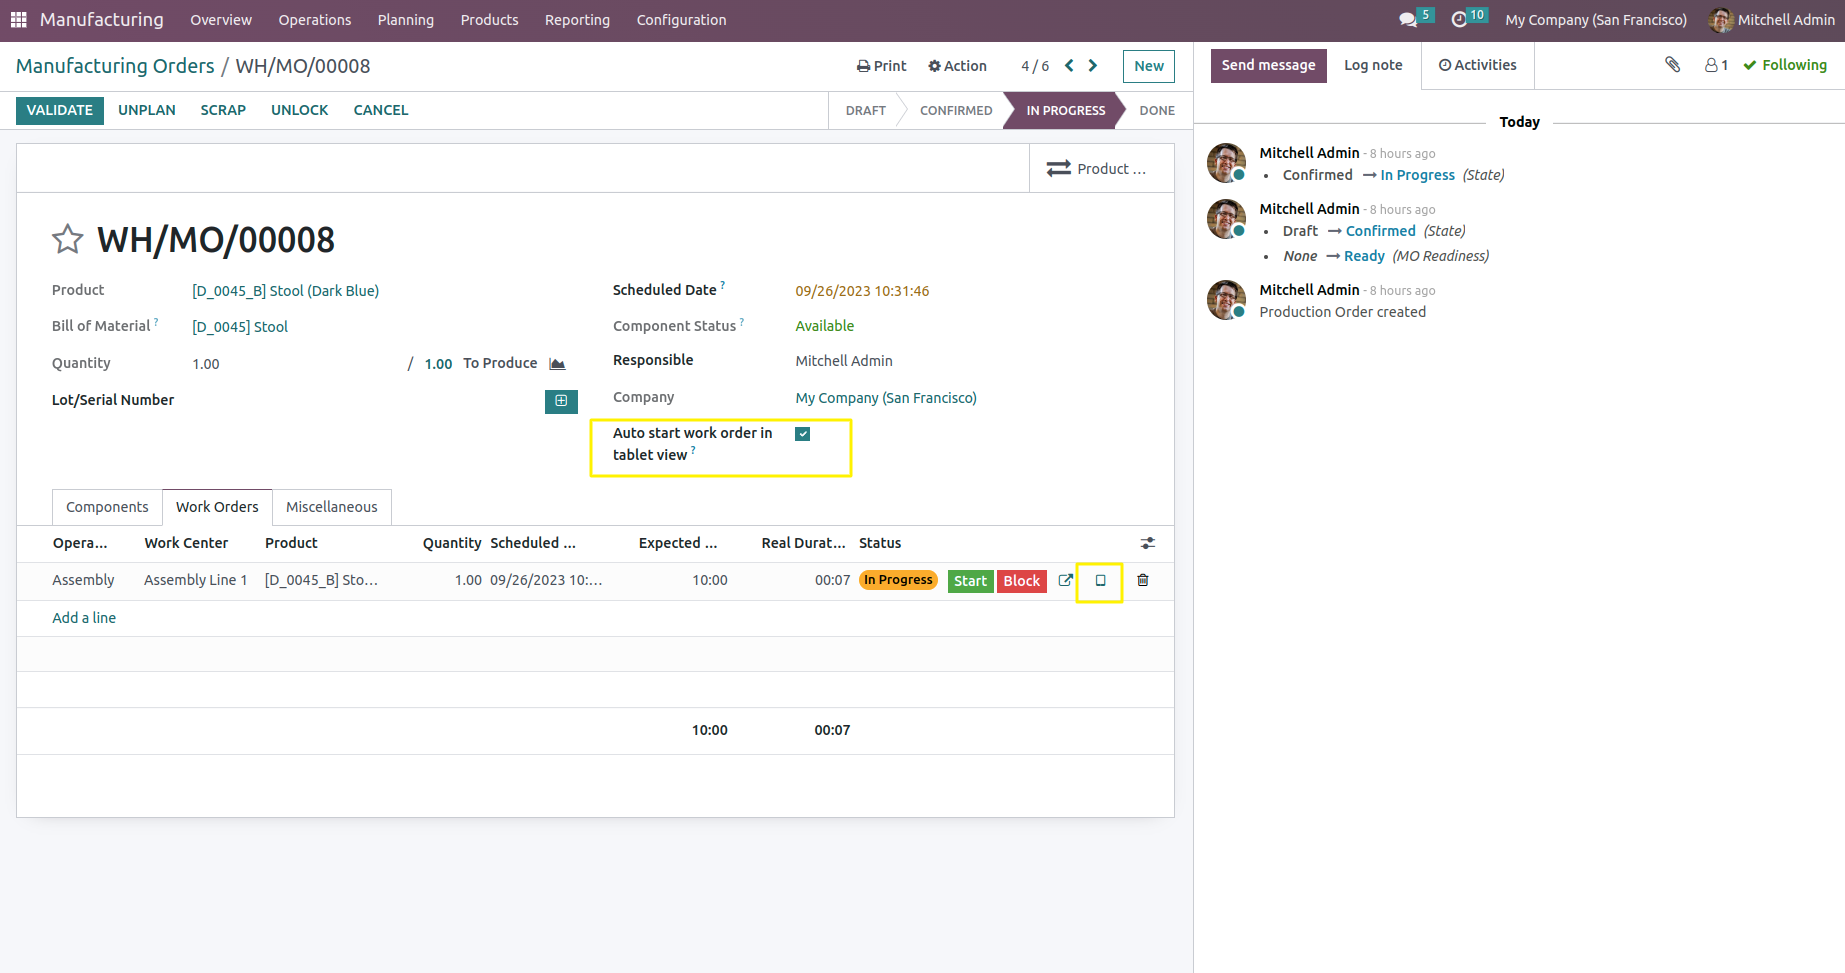 Manufacturing Overview Operations Planning Products Reporting Configuration 5 10 My Company (San Francisco) Mitchell Admin
Manufacturing Orders / WH/MO/00008 Print Action 4 / 6 New
Send message Log note Activities 1 Following
VALIDATE UNPLAN SCRAP UNLOCK CANCEL DRAFT CONFIRMED IN PROGRESS DONE
Product ...
WH/MO/00008
Product [D_0045_B] Stool (Dark Blue)
Bill of Material ? [D_0045] Stool
Quantity 1.00 / 1.00 To Produce
Lot/Serial Number
Scheduled Date ? 09/26/2023 10:31:46
Component Status ? Available
Responsible Mitchell Admin
Company My Company (San Francisco)
Auto start work order in
tablet view ?
Components Work Orders Miscellaneous
Opera... Work Center Product Quantity Scheduled ... Expected ... Real Durat... Status
Assembly Assembly Line 1 [D_0045_B] Sto... 1.00 09/26/2023 10:... 10:00 00:07 In Progress Start Block
Add a line
10:00 00:07
Today
Mitchell Admin - 8 hours ago
• Confirmed → In Progress (State)
Mitchell Admin - 8 hours ago
• Draft → Confirmed (State)
• None → Ready (MO Readiness)
Mitchell Admin - 8 hours ago
Production Order created